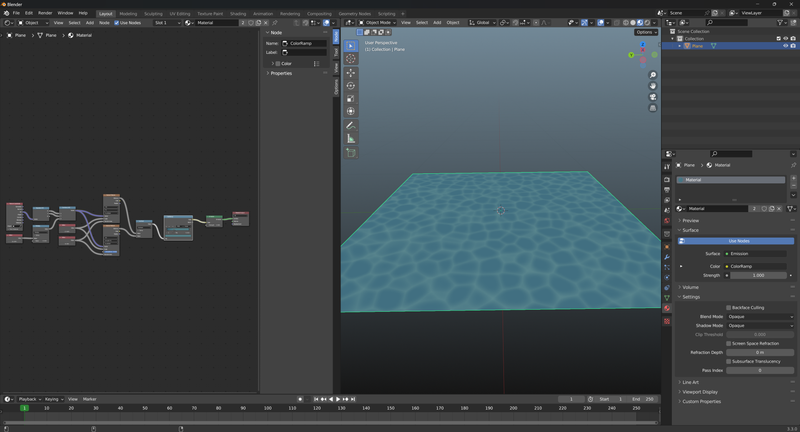 Blender
File Edit Render Window Help Layout Modeling Sculpting UV Editing Texture Paint Shading Animation Rendering Compositing Geometry Nodes Scripting Scene ViewLayer
View Select Add Node Use Nodes Slot 1 Material Object Mode View Select Add Object Global
Options
Plane Plane Material
Node
Name: ColorRamp
Label:
Color
Properties
Node
Tool
View
Options
User Perspective
(1) Collection | Plane
Scene Collection
Collection
Plane
Plane Material
Material
Material 2
Preview
Surface
Use Nodes
Surface Emission
Color ColorRamp
Strength 1.000
Volume
Settings
Backface Culling
Blend Mode Opaque
Shadow Mode Opaque
Clip Threshold 0.500
Screen Space Refraction
Refraction Depth 0 m
Subsurface Translucency
Pass Index 0
Line Art
Viewport Display
Custom Properties
Playback Keying View Marker 1 Start 1 End 250
1 10 20 30 40 50 60 70 80 90 100 110 120 130 140 150 160 170 180 190 200 210 220 230 240 250
3.3.0